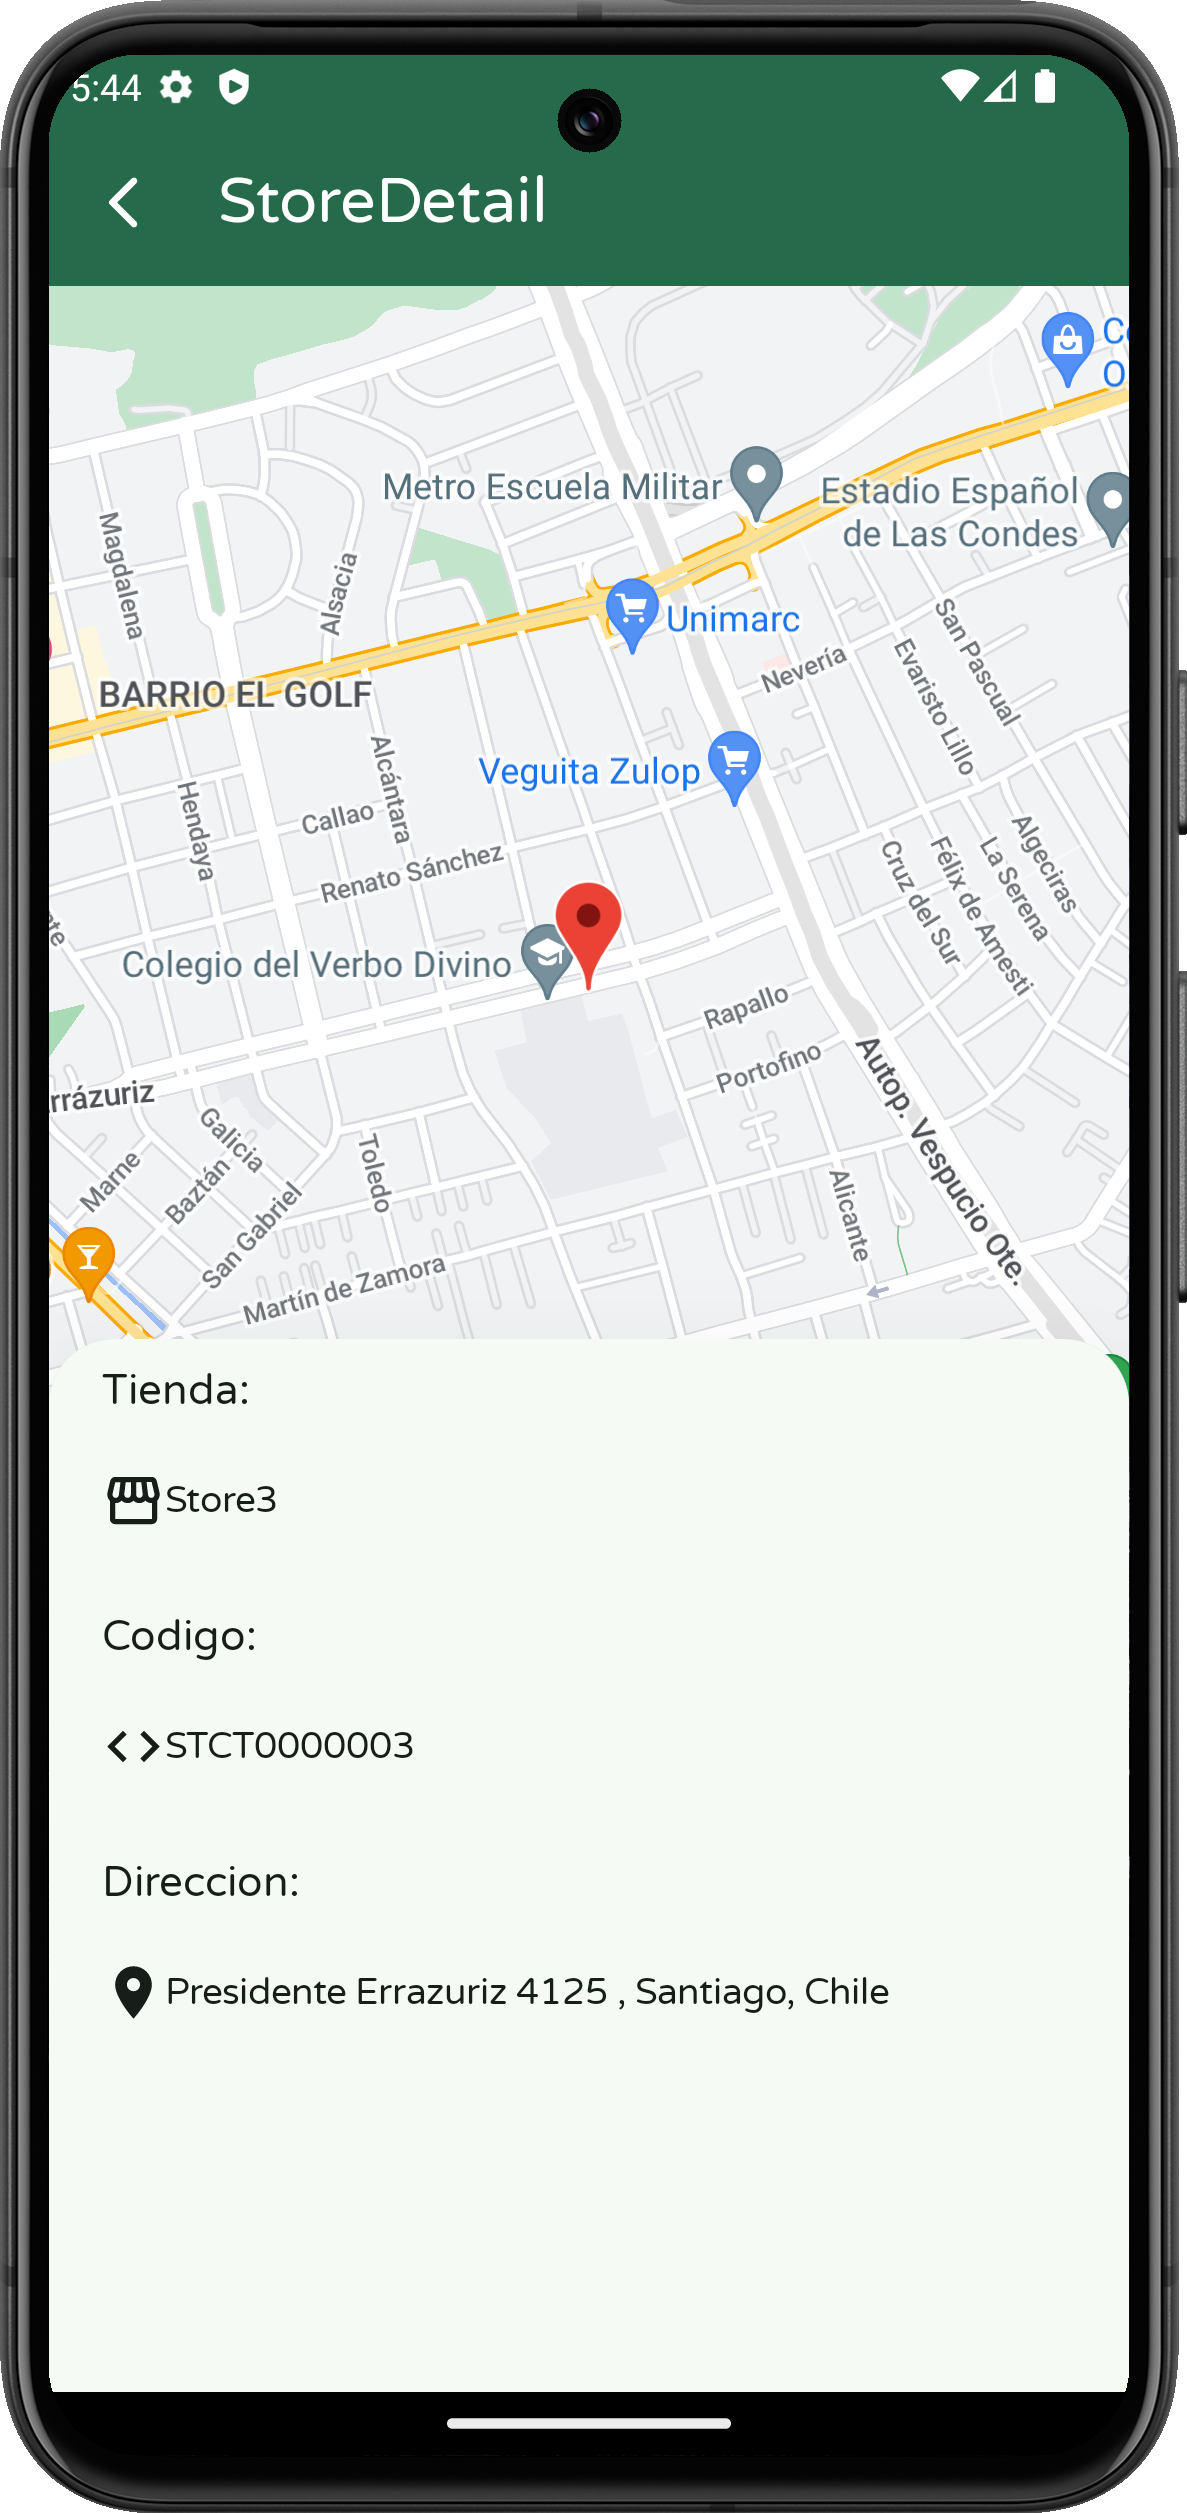 5:44
StoreDetail
Metro Escuela Militar
Estadio Español
de Las Condes
Magdalena
Alsacia
Unimarc
San Pascual
Nevería
Evaristo Lillo
BARRIO EL GOLF
Alcántara
Veguita Zulop
Hendaya
Callao
Renato Sánchez
Algeciras
La Serena
Félix de Amesti
Cruz del Sur
Colegio del Verbo Divino
Rapallo
Portofino
Autop. Vespucio Ote.
Galicia
Marne
Baztán
San Gabriel
Toledo
Alicante
Martín de Zamora
Tienda:
Store3
Codigo:
STCT0000003
Direccion:
Presidente Errazuriz 4125 , Santiago, Chile